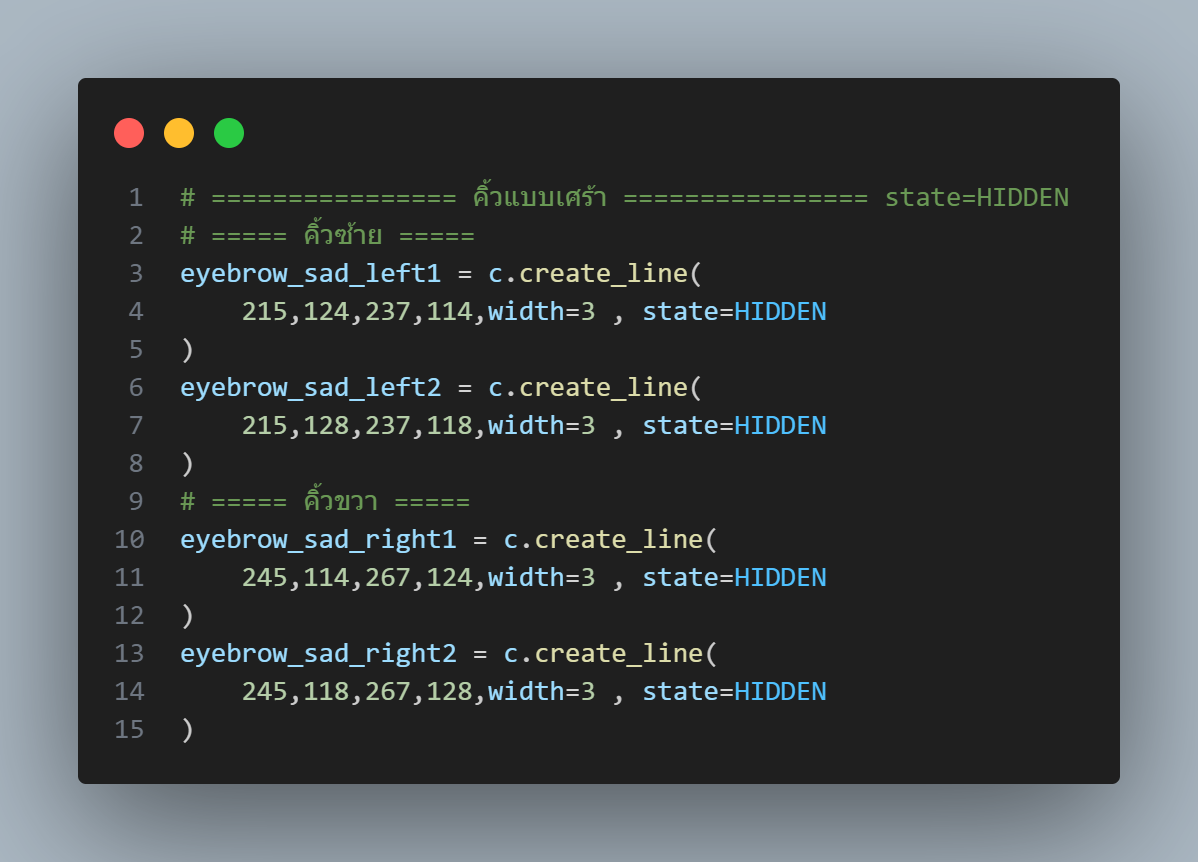 1 # ================ คิ้วแบบเศร้า ================ state=HIDDEN
2 # ===== คิ้วซ้าย =====
3 eyebrow_sad_left1 = c.create_line(
4     215,124,237,114,width=3 , state=HIDDEN
5 )
6 eyebrow_sad_left2 = c.create_line(
7     215,128,237,118,width=3 , state=HIDDEN
8 )
9 # ===== คิ้วขวา =====
10 eyebrow_sad_right1 = c.create_line(
11     245,114,267,124,width=3 , state=HIDDEN
12 )
13 eyebrow_sad_right2 = c.create_line(
14     245,118,267,128,width=3 , state=HIDDEN
15 )